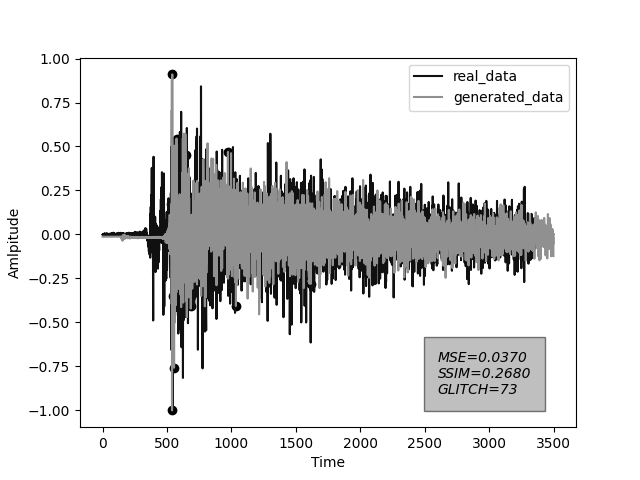 1.00
0.75
0.50
0.25
0.00
−0.25
−0.50
−0.75
−1.00
Amlpitude
real_data
generated_data
MSE=0.0370
SSIM=0.2680
GLITCH=73
0 500 1000 1500 2000 2500 3000 3500
Time